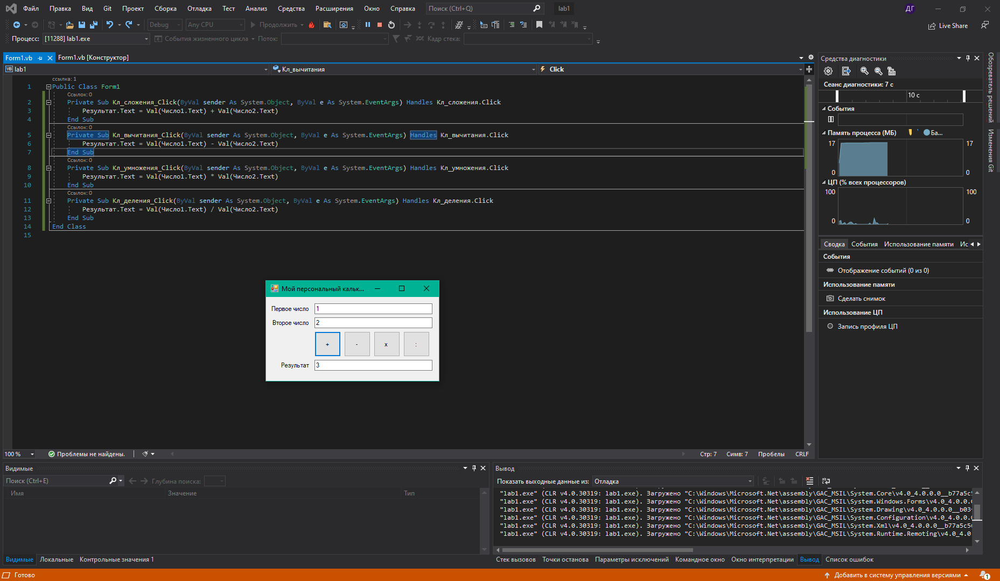 Файл Правка Вид Git Проект Сборка Отладка Тест Анализ Средства Расширения Окно Справка Поиск (Ctrl+Q) lab1 ДГ
Debug Any CPU Продолжить Live Share
Процесс: [11288] lab1.exe События жизненного цикла Поток: Кадр стека:
Form1.vb Form1.vb [Конструктор]
VB lab1 Кл_вычитания Click
ссылка: 1
1 Public Class Form1
Ссылок: 0
2 Private Sub Кл_сложения_Click(ByVal sender As System.Object, ByVal e As System.EventArgs) Handles Кл_сложения.Click
3 Результат.Text = Val(Число1.Text) + Val(Число2.Text)
4 End Sub
Ссылок: 0
5 Private Sub Кл_вычитания_Click(ByVal sender As System.Object, ByVal e As System.EventArgs) Handles Кл_вычитания.Click
6 Результат.Text = Val(Число1.Text) - Val(Число2.Text)
7 End Sub
Ссылок: 0
8 Private Sub Кл_умножения_Click(ByVal sender As System.Object, ByVal e As System.EventArgs) Handles Кл_умножения.Click
9 Результат.Text = Val(Число1.Text) * Val(Число2.Text)
10 End Sub
Ссылок: 0
11 Private Sub Кл_деления_Click(ByVal sender As System.Object, ByVal e As System.EventArgs) Handles Кл_деления.Click
12 Результат.Text = Val(Число1.Text) / Val(Число2.Text)
13 End Sub
14 End Class
15
Мой персональный кальк...
Первое число 1
Второе число 2
+ - x :
Результат 3
100 % Проблемы не найдены. Стр: 7 Симв: 7 Пробелы CRLF
Средства диагностики
Сеанс диагностики: 7 с
10 с
События
Память процесса (МБ) Ба...
17 17
0 0
ЦП (% всех процессоров)
100 100
0 0
Сводка События Использование памяти Ис
События
Отображение событий (0 из 0)
Использование памяти
Сделать снимок
Использование ЦП
Запись профиля ЦП
Обозреватель решений
Изменения Git
Видимые
Поиск (Ctrl+E) Глубина поиска:
Имя Значение Тип
Видимые Локальные Контрольные значения 1
Вывод
Показать выходные данные из: Отладка
"lab1.exe" (CLR v4.0.30319: lab1.exe). Загружено "C:\Windows\Microsoft.Net\assembly\GAC_MSIL\System.Core\v4.0_4.0.0.0__b77a5c5
"lab1.exe" (CLR v4.0.30319: lab1.exe). Загружено "C:\Windows\Microsoft.Net\assembly\GAC_MSIL\System.Windows.Forms\v4.0_4.0.0.0
"lab1.exe" (CLR v4.0.30319: lab1.exe). Загружено "C:\Windows\Microsoft.Net\assembly\GAC_MSIL\System.Drawing\v4.0_4.0.0.0__b03
"lab1.exe" (CLR v4.0.30319: lab1.exe). Загружено "C:\Windows\Microsoft.Net\assembly\GAC_MSIL\System.Configuration\v4.0_4.0.0.
"lab1.exe" (CLR v4.0.30319: lab1.exe). Загружено "C:\Windows\Microsoft.Net\assembly\GAC_MSIL\System.Xml\v4.0_4.0.0.0__b77a5c5
"lab1.exe" (CLR v4.0.30319: lab1.exe). Загружено "C:\Windows\Microsoft.Net\assembly\GAC_MSIL\System.Runtime.Remoting\v4.0_4.0
Стек вызовов Точки останова Параметры исключений Командное окно Окно интерпретации Вывод Список ошибок
Готово Добавить в систему управления версиями 1